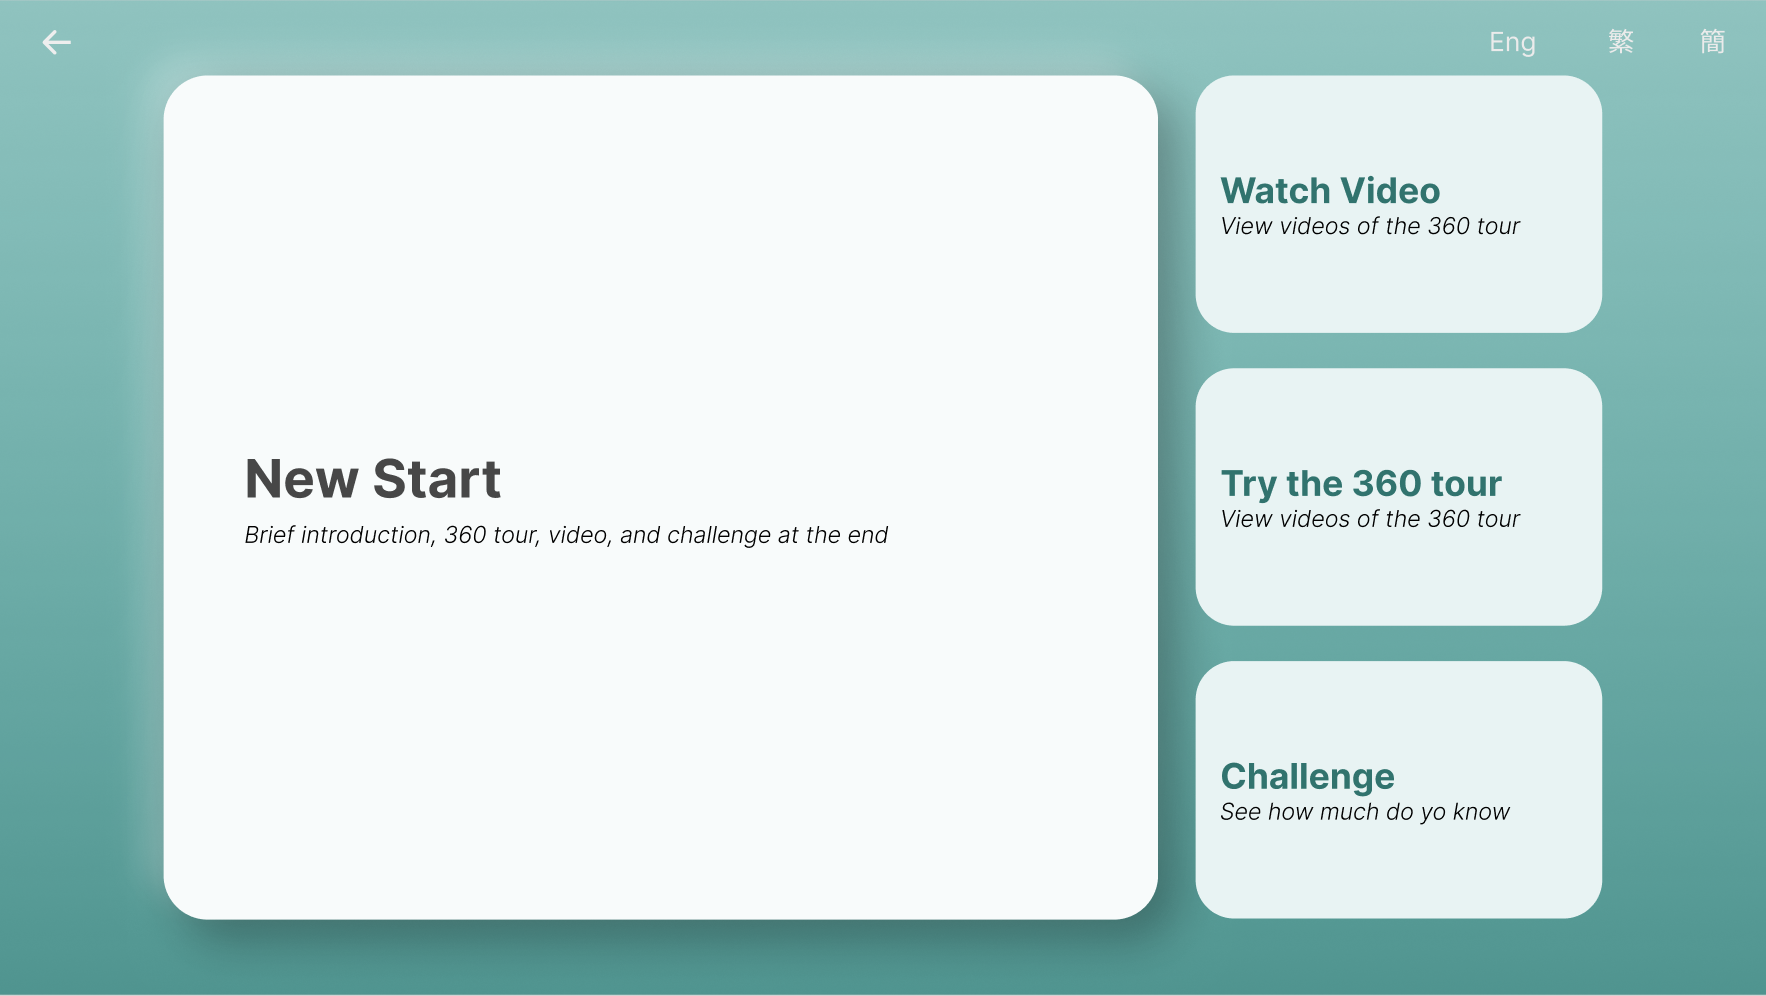 Eng 繁 簡
New Start
Brief introduction, 360 tour, video, and challenge at the end
Watch Video
View videos of the 360 tour
Try the 360 tour
View videos of the 360 tour
Challenge
See how much do yo know